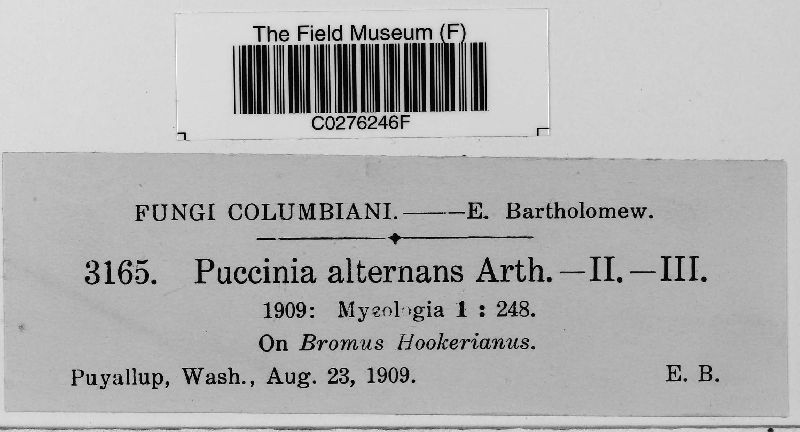 The Field Museum (F)
C0276246F
FUNGI COLUMBIANI.——E. Bartholomew.
3165. Puccinia alternans Arth.—II.—III.
1909: Mycologia 1 : 248.
On Bromus Hookerianus.
Puyallup, Wash., Aug. 23, 1909. E. B.